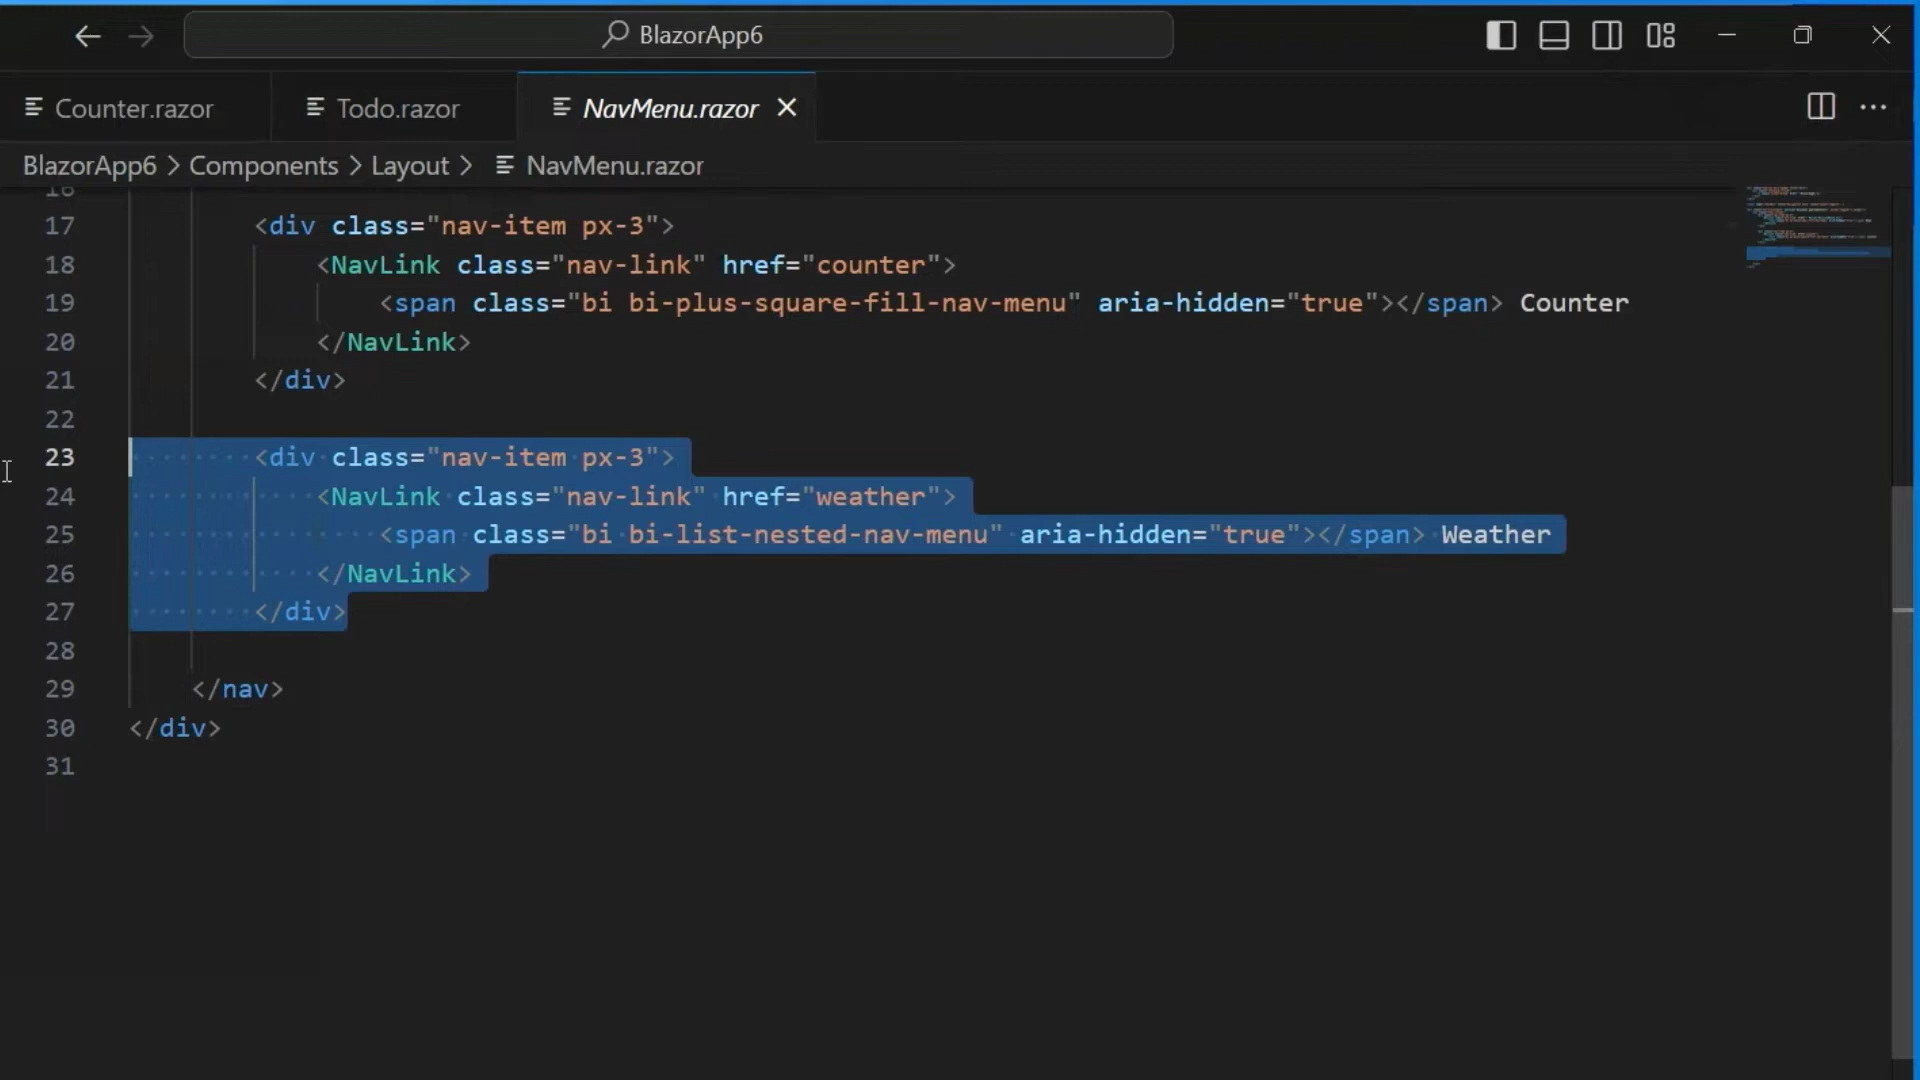 BlazorApp6
Counter.razor
Todo.razor
NavMenu.razor
BlazorApp6 > Components > Layout > NavMenu.razor
16
17 <div class="nav-item px-3">
18 <NavLink class="nav-link" href="counter">
19 <span class="bi bi-plus-square-fill-nav-menu" aria-hidden="true"></span> Counter
20 </NavLink>
21 </div>
22
23 <div class="nav-item px-3">
24 <NavLink class="nav-link" href="weather">
25 <span class="bi bi-list-nested-nav-menu" aria-hidden="true"></span> Weather
26 </NavLink>
27 </div>
28
29 </nav>
30 </div>
31